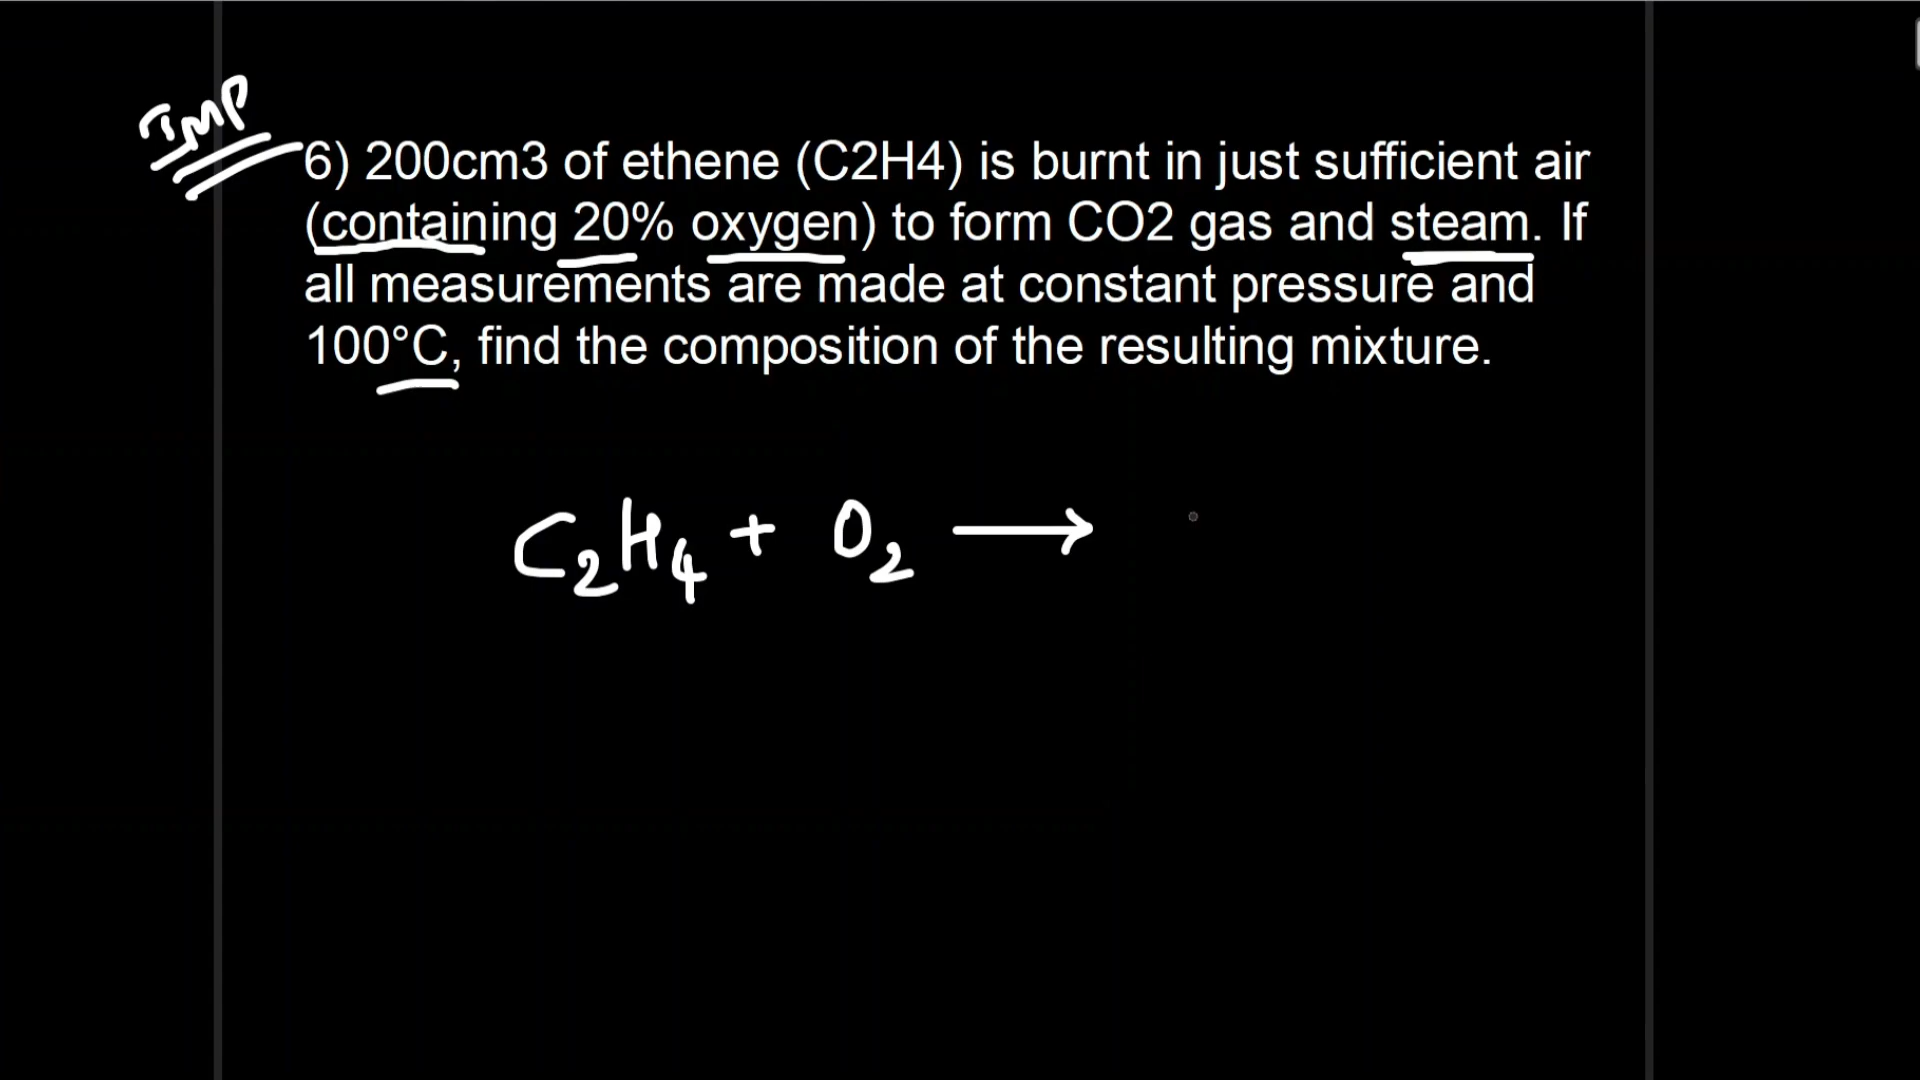 IMP
6) 200cm3 of ethene (C2H4) is burnt in just sufficient air
(containing 20% oxygen) to form CO2 gas and steam. If
all measurements are made at constant pressure and
100°C, find the composition of the resulting mixture.
C₂H₄ + O₂ →